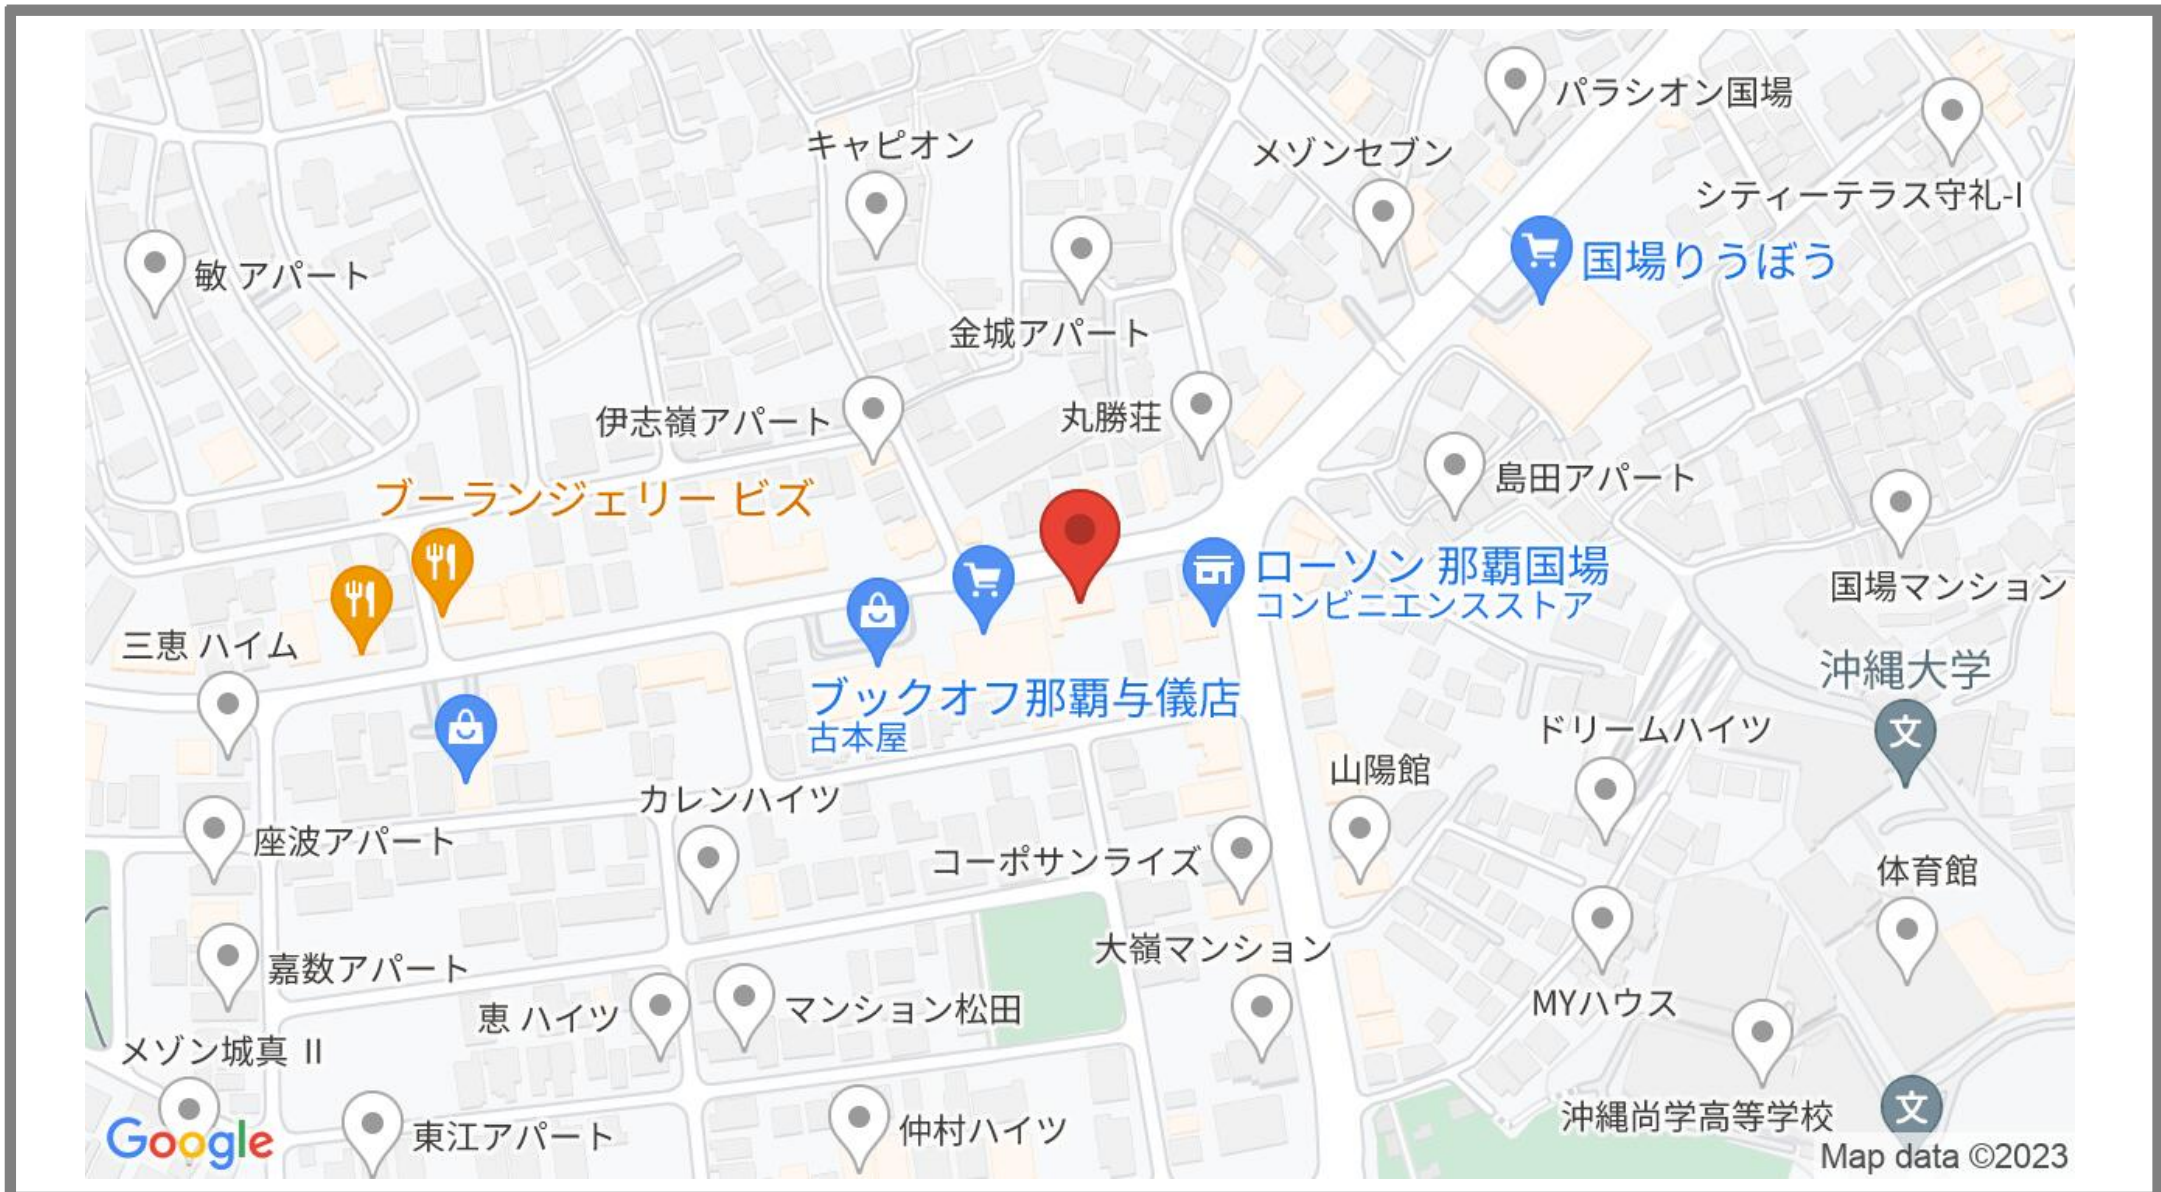 パラシオン国場
キャピオン
メゾンセブン
シティーテラス守礼-I
国場りうぼう
敏 アパート
金城アパート
伊志嶺アパート
丸勝荘
島田アパート
ブーランジェリー ビズ
ローソン 那覇国場
コンビニエンスストア
国場マンション
三恵 ハイム
沖縄大学
文
ブックオフ那覇与儀店
古本屋
ドリームハイツ
山陽館
カレンハイツ
座波アパート
コーポサンライズ
体育館
大嶺マンション
嘉数アパート
恵 ハイツ
マンション松田
MYハウス
メゾン城真 II
沖縄尚学高等学校
文
東江アパート
仲村ハイツ
Google
Map data ©2023